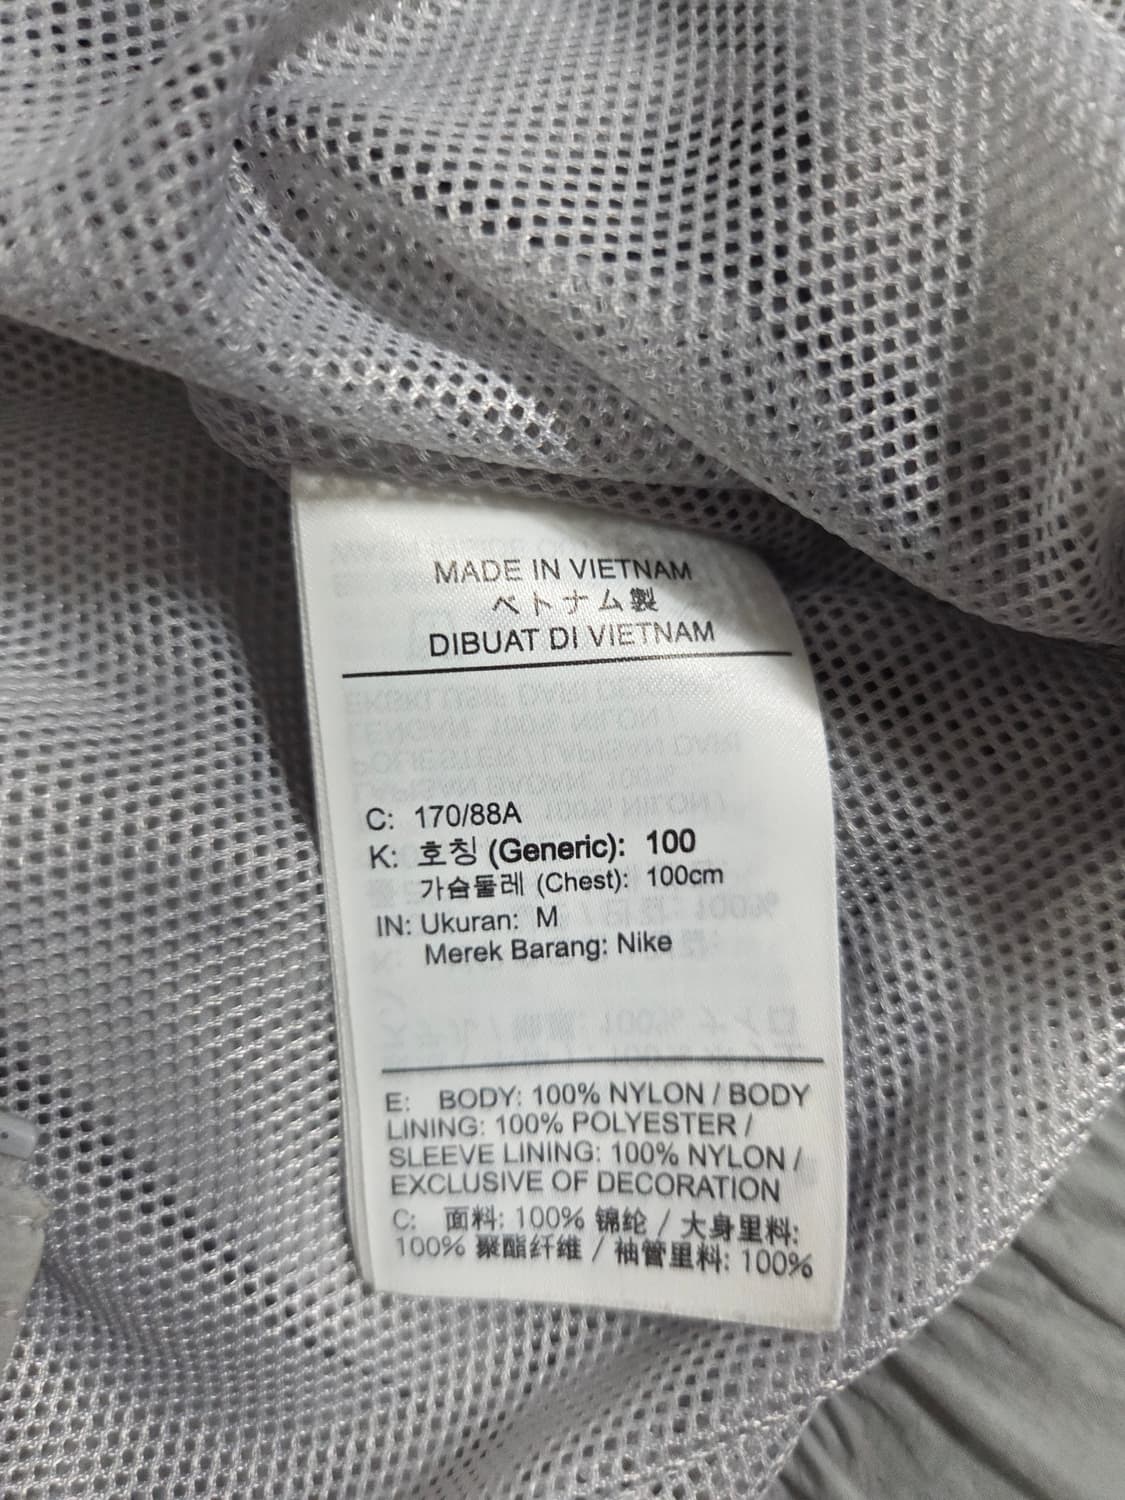 MADE IN VIETNAM
ベトナム製
DIBUAT DI VIETNAM
C: 170/88A
K: 호칭 (Generic): 100
가슴둘레 (Chest): 100cm
IN: Ukuran: M
Merek Barang: Nike
E: BODY: 100% NYLON / BODY
LINING: 100% POLYESTER /
SLEEVE LINING: 100% NYLON /
EXCLUSIVE OF DECORATION
C: 面料: 100% 锦纶 / 大身里料:
100% 聚酯纤维 / 袖管里料: 100%